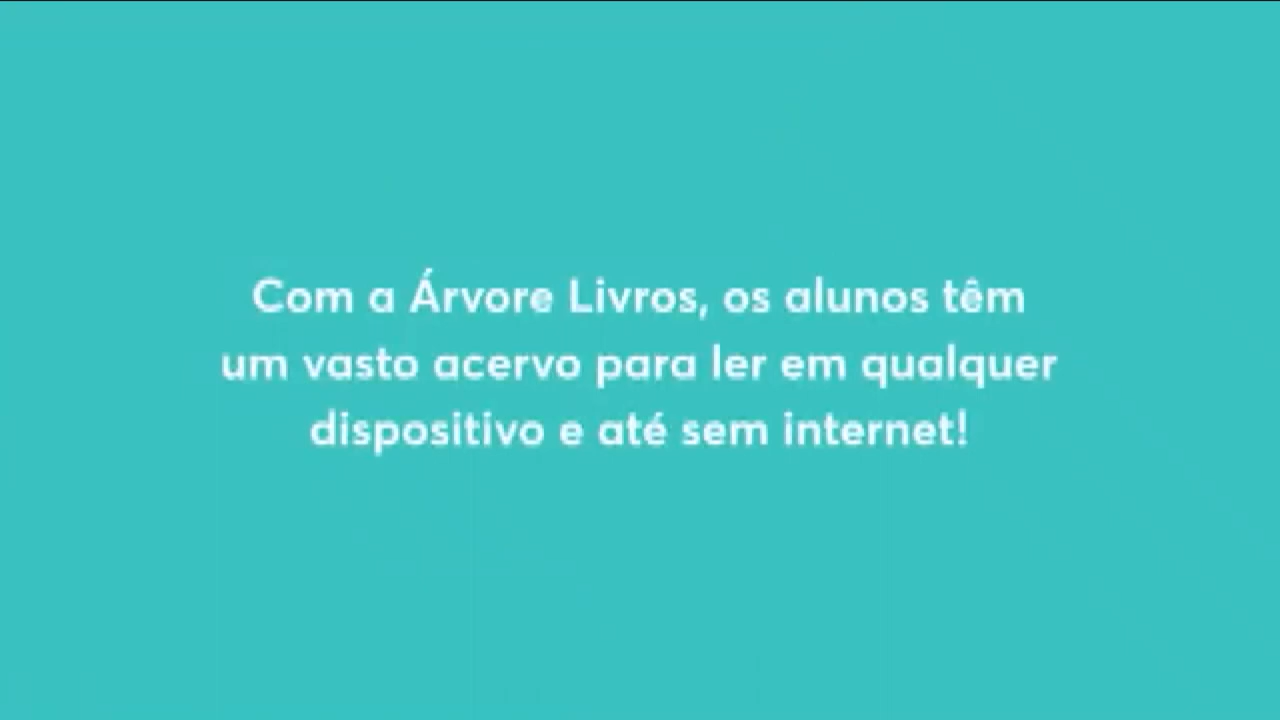 Com a Árvore Livros, os alunos têm
um vasto acervo para ler em qualquer
dispositivo e até sem internet!